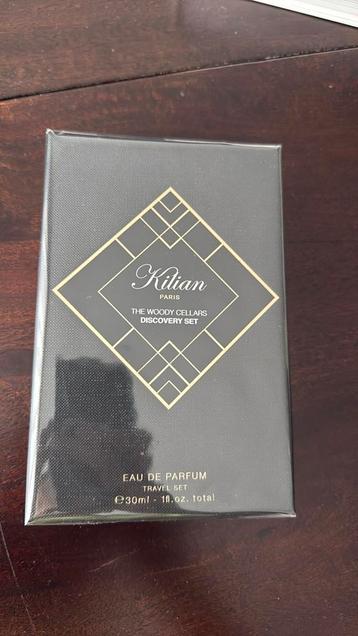 Kilian
PARIS
THE WOODY CELLARS
DISCOVERY SET
EAU DE PARFUM
TRAVEL SET
℮30ml - 1fl.oz. total